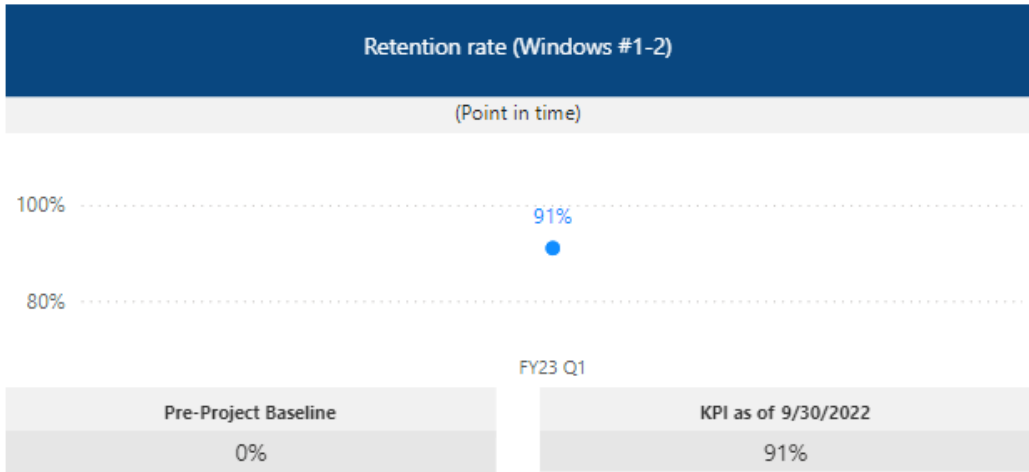 Retention rate (Windows #1-2)
(Point in time)
100%
91%
80%
FY23 Q1
Pre-Project Baseline
KPI as of 9/30/2022
0%
91%